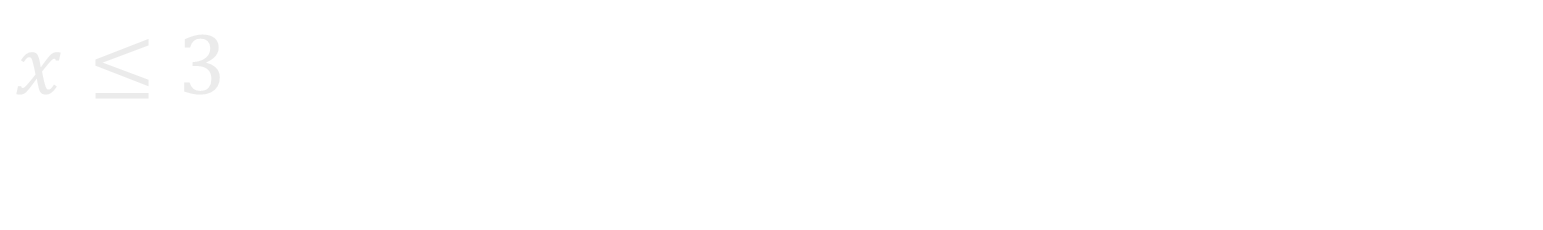 x ≤ 3